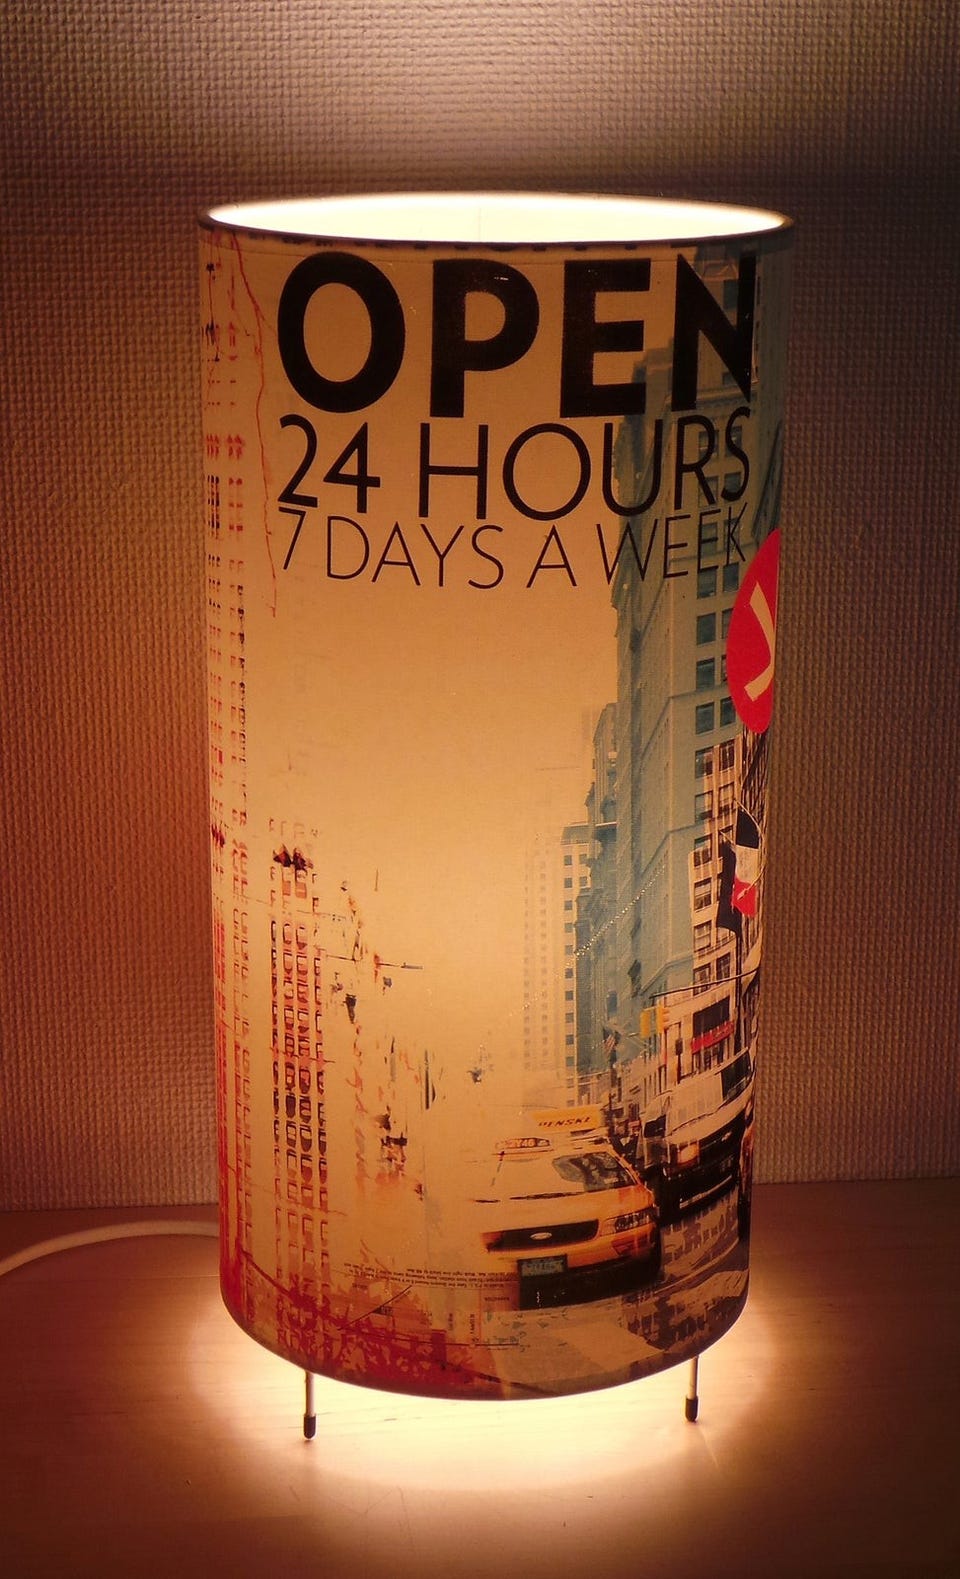 OPEN
24 HOURS
7 DAYS A WEEK
PENSKE